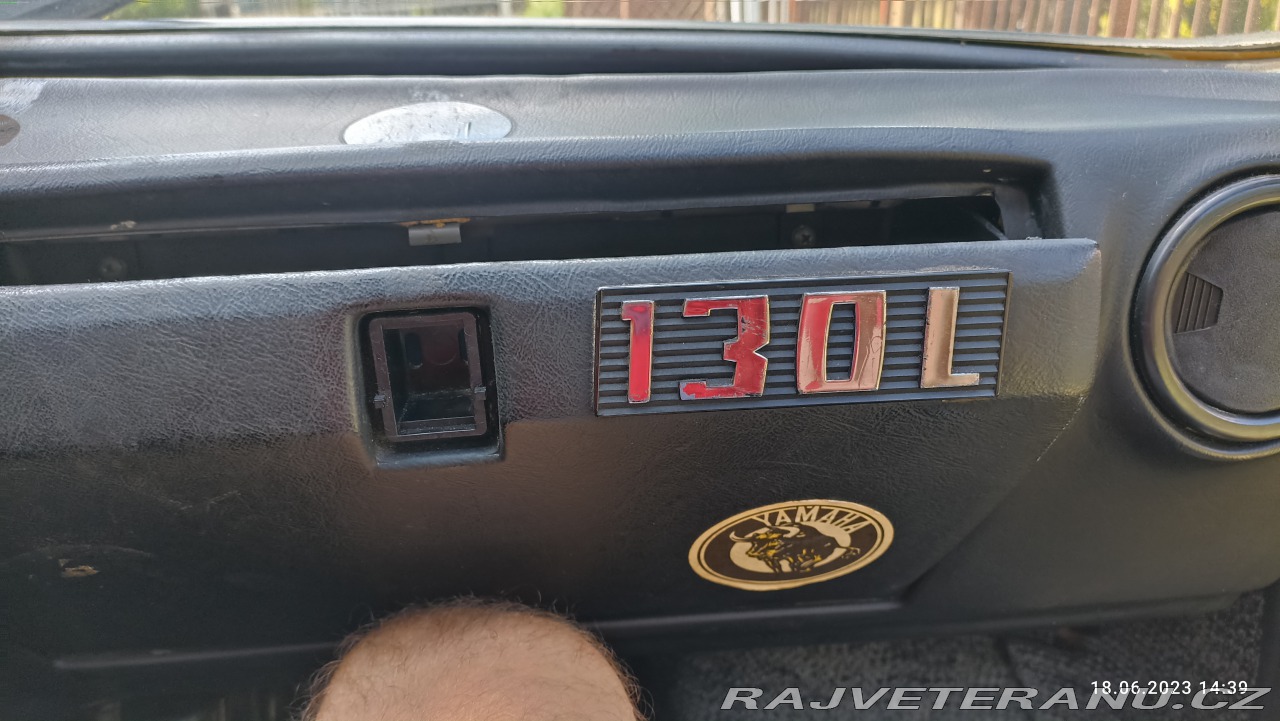 130L
YAMAHA
18.06.2023 14:39
RAJVETERANU.CZ